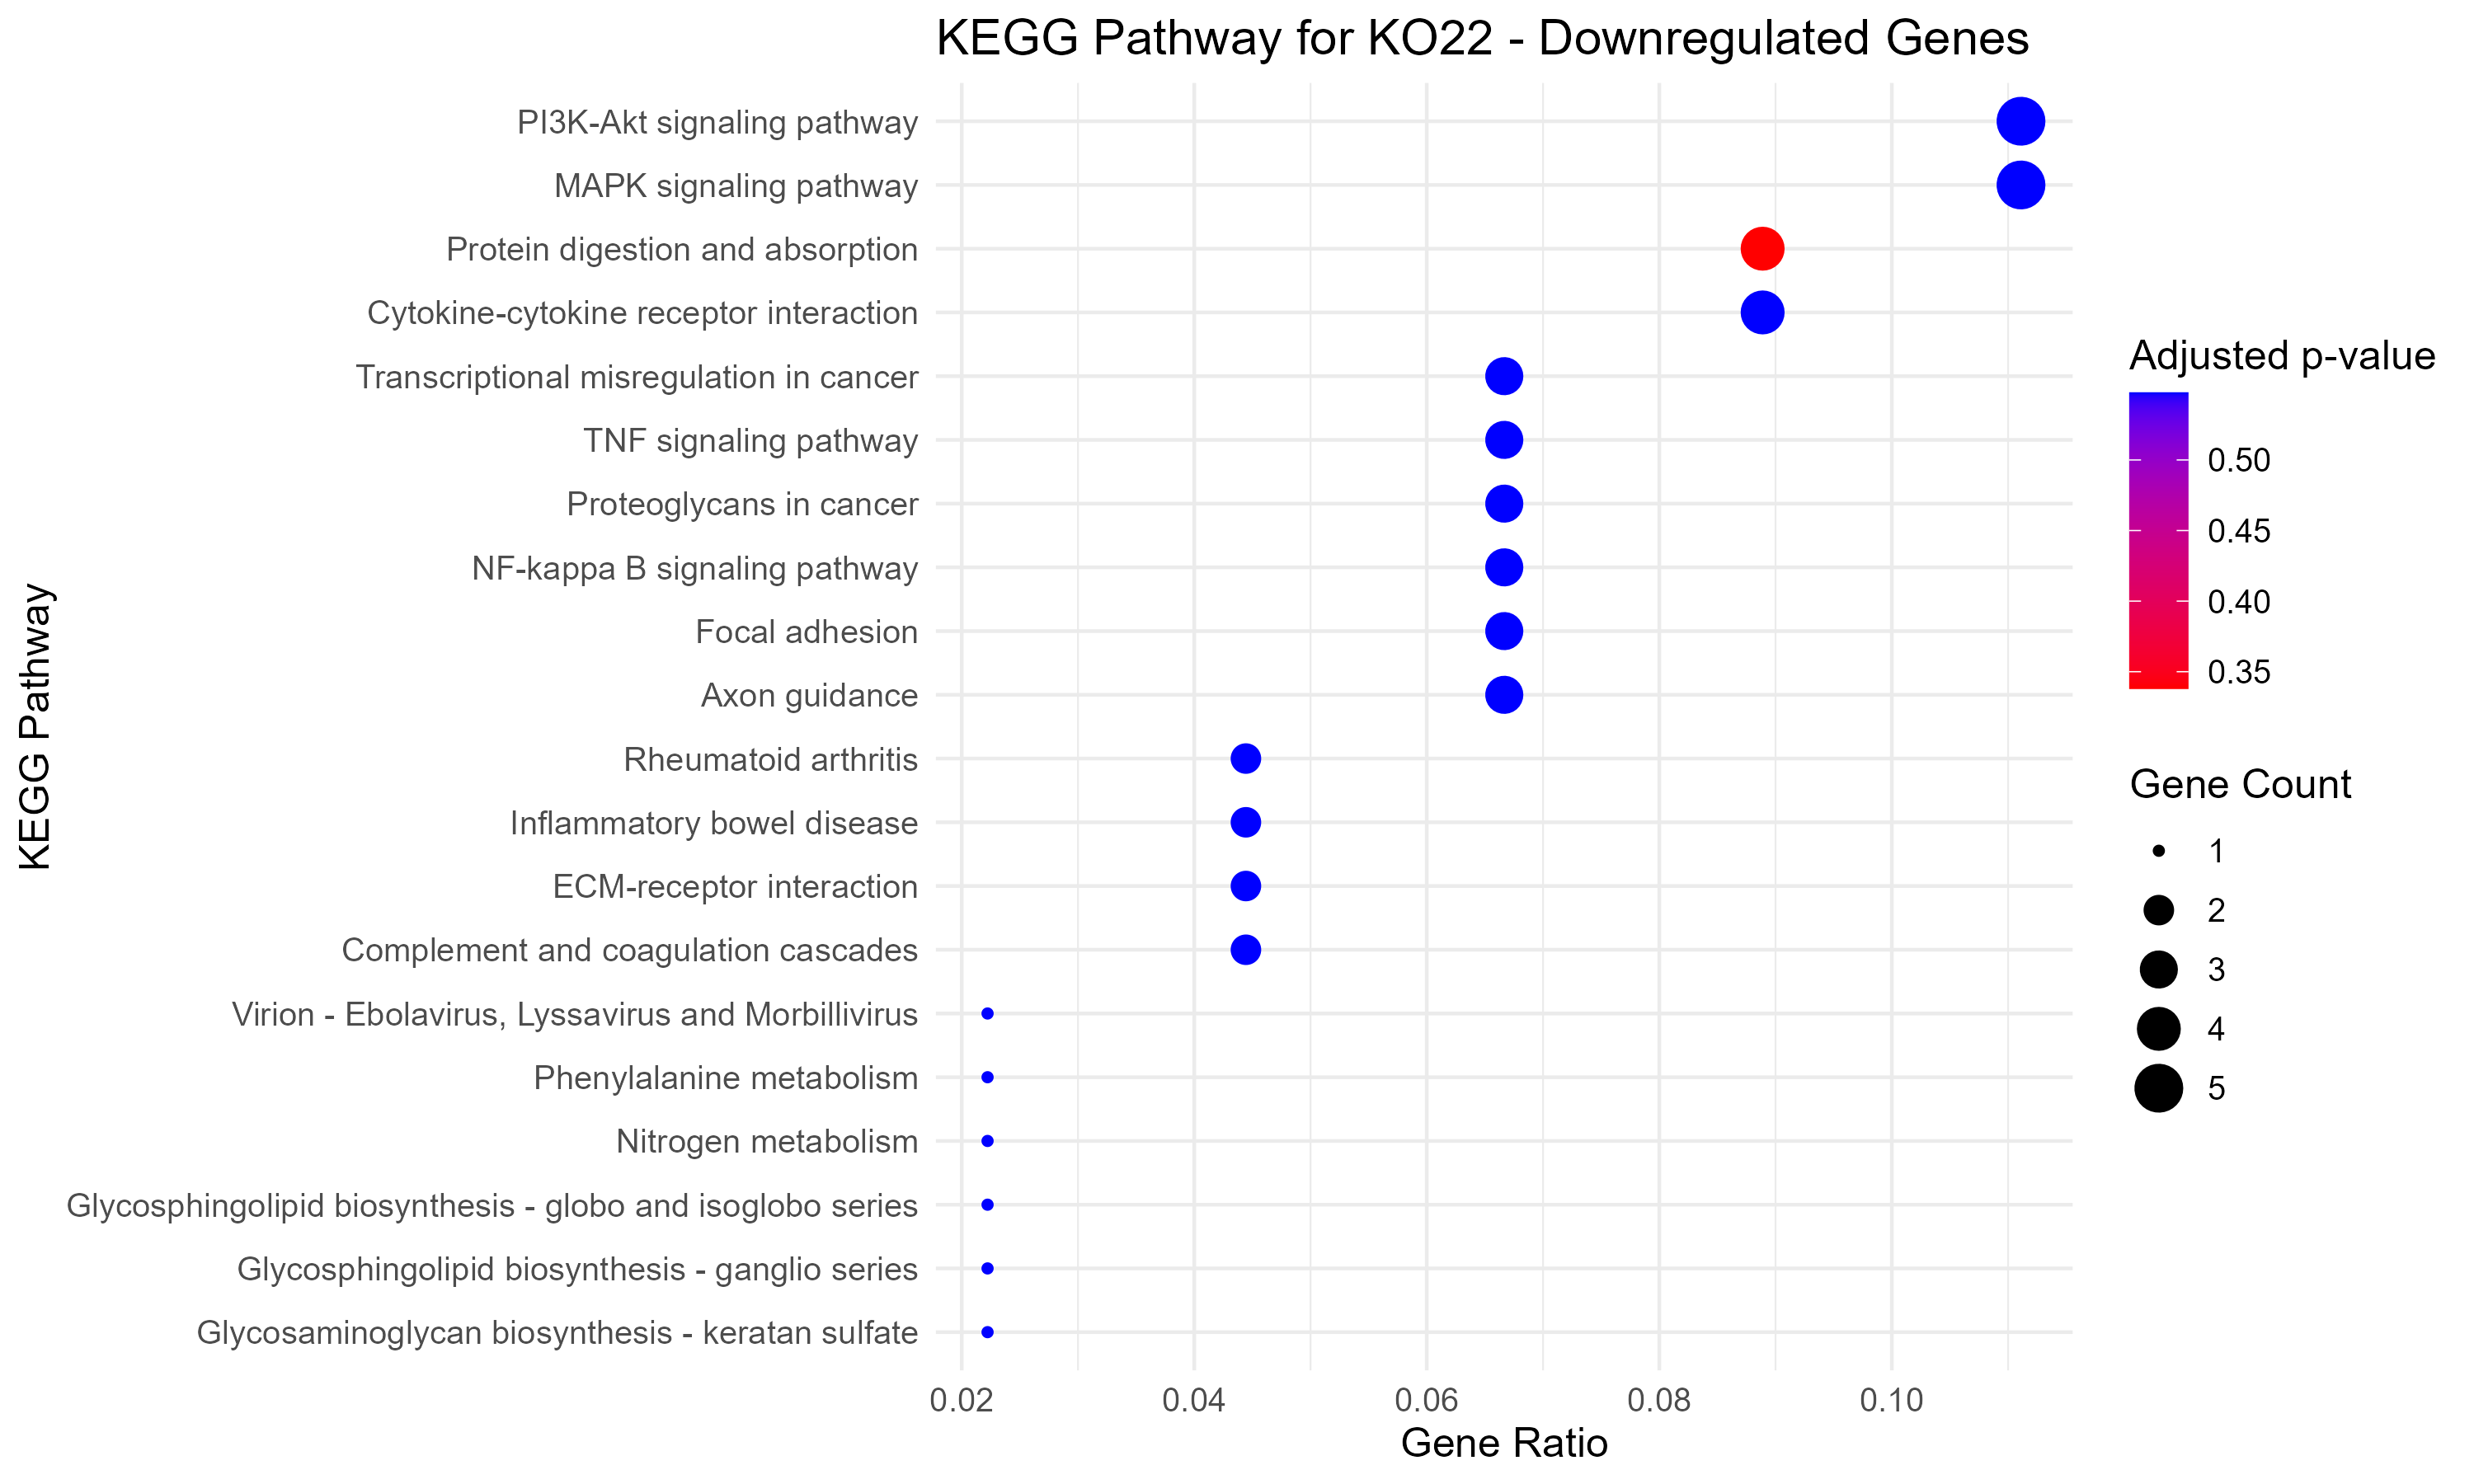 KEGG Pathway for KO22 - Downregulated Genes
KEGG Pathway
PI3K-Akt signaling pathway
MAPK signaling pathway
Protein digestion and absorption
Cytokine-cytokine receptor interaction
Transcriptional misregulation in cancer
TNF signaling pathway
Proteoglycans in cancer
NF-kappa B signaling pathway
Focal adhesion
Axon guidance
Rheumatoid arthritis
Inflammatory bowel disease
ECM-receptor interaction
Complement and coagulation cascades
Virion - Ebolavirus, Lyssavirus and Morbillivirus
Phenylalanine metabolism
Nitrogen metabolism
Glycosphingolipid biosynthesis - globo and isoglobo series
Glycosphingolipid biosynthesis - ganglio series
Glycosaminoglycan biosynthesis - keratan sulfate
0.02 0.04 0.06 0.08 0.10
Gene Ratio
Adjusted p-value
0.50
0.45
0.40
0.35
Gene Count
1
2
3
4
5